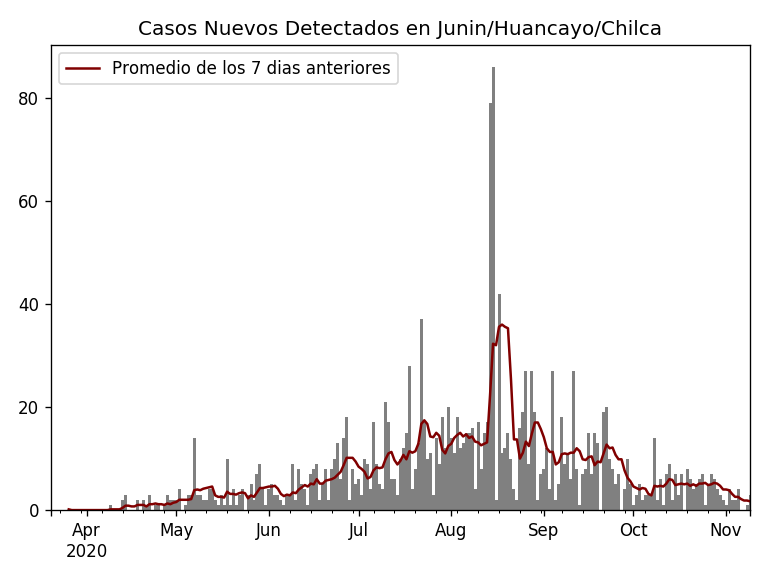 Casos Nuevos Detectados en Junin/Huancayo/Chilca
Promedio de los 7 dias anteriores
80
60
40
20
0
Apr May Jun Jul Aug Sep Oct Nov
2020